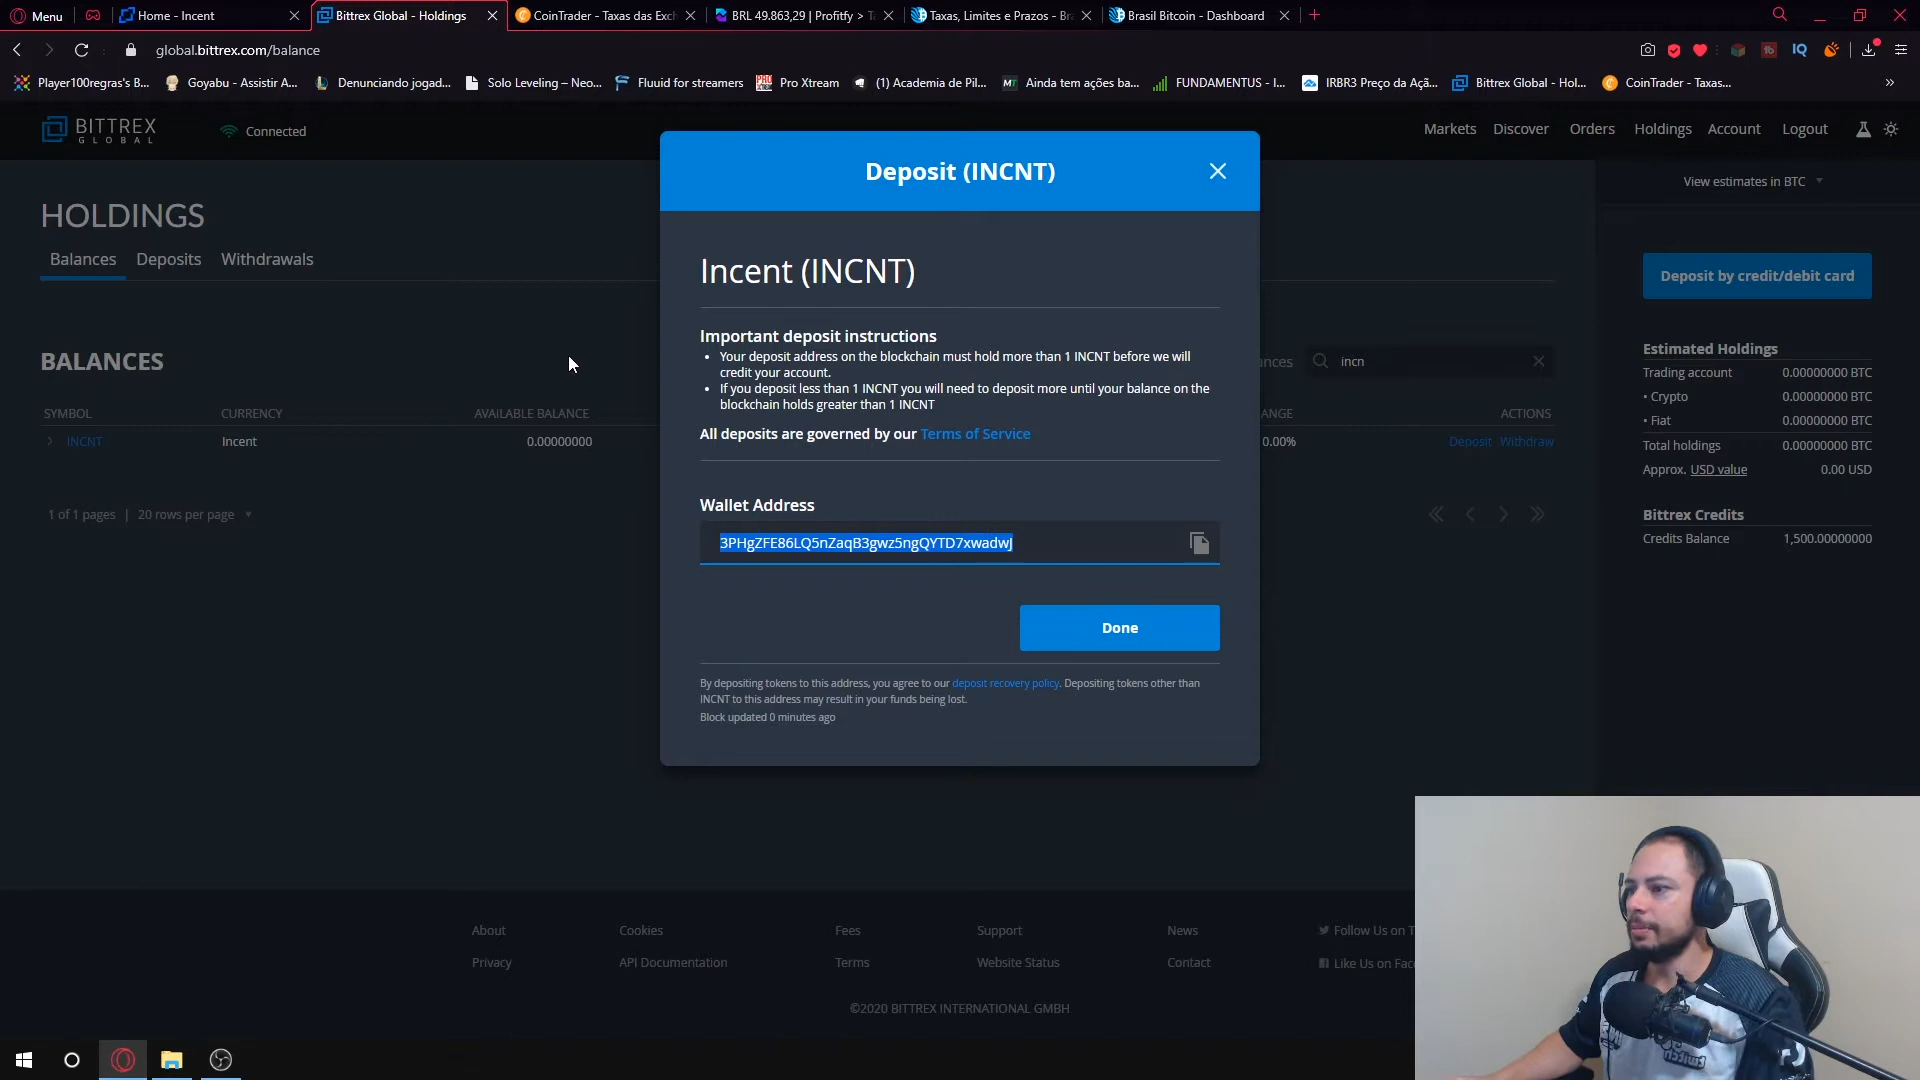 Menu
Home - Incent
Bittrex Global - Holdings
CoinTrader - Taxas das Exc
BRL 49.863,29 | Profitfy > T
Taxas, Limites e Prazos - Br
Brasil Bitcoin - Dashboard
global.bittrex.com/balance
IQ
Player100regras's B...
Goyabu - Assistir A...
Denunciando jogad...
Solo Leveling – Neo...
Fluuid for streamers
Pro Xtream
(1) Academia de Pil...
MT
Ainda tem ações ba...
FUNDAMENTUS - I...
IRBR3 Preço da Açã...
Bittrex Global - Hol...
CoinTrader - Taxas...
BITTREX
GLOBAL
Connected
Markets
Discover
Orders
Holdings
Account
Logout
HOLDINGS
Balances
Deposits
Withdrawals
View estimates in BTC
Deposit by credit/debit card
BALANCES
ances
incn
SYMBOL
CURRENCY
AVAILABLE BALANCE
ANGE
ACTIONS
INCNT
Incent
0.00000000
0.00%
Deposit
Withdraw
1 of 1 pages | 20 rows per page
Deposit (INCNT)
Incent (INCNT)
Important deposit instructions
• Your deposit address on the blockchain must hold more than 1 INCNT before we will
credit your account.
• If you deposit less than 1 INCNT you will need to deposit more until your balance on the
blockchain holds greater than 1 INCNT
All deposits are governed by our Terms of Service
Wallet Address
3PHgZFE86LQ5nZaqB3gwz5ngQYTD7xwadwJ
Done
By depositing tokens to this address, you agree to our deposit recovery policy. Depositing tokens other than
INCNT to this address may result in your funds being lost.
Block updated 0 minutes ago
Estimated Holdings
Trading account 0.00000000 BTC
• Crypto 0.00000000 BTC
• Fiat 0.00000000 BTC
Total holdings 0.00000000 BTC
Approx. USD value 0.00 USD
Bittrex Credits
Credits Balance 1,500.00000000
About
Cookies
Fees
Support
News
Follow Us on T
Privacy
API Documentation
Terms
Website Status
Contact
Like Us on Fac
©2020 BITTREX INTERNATIONAL GMBH
twitch